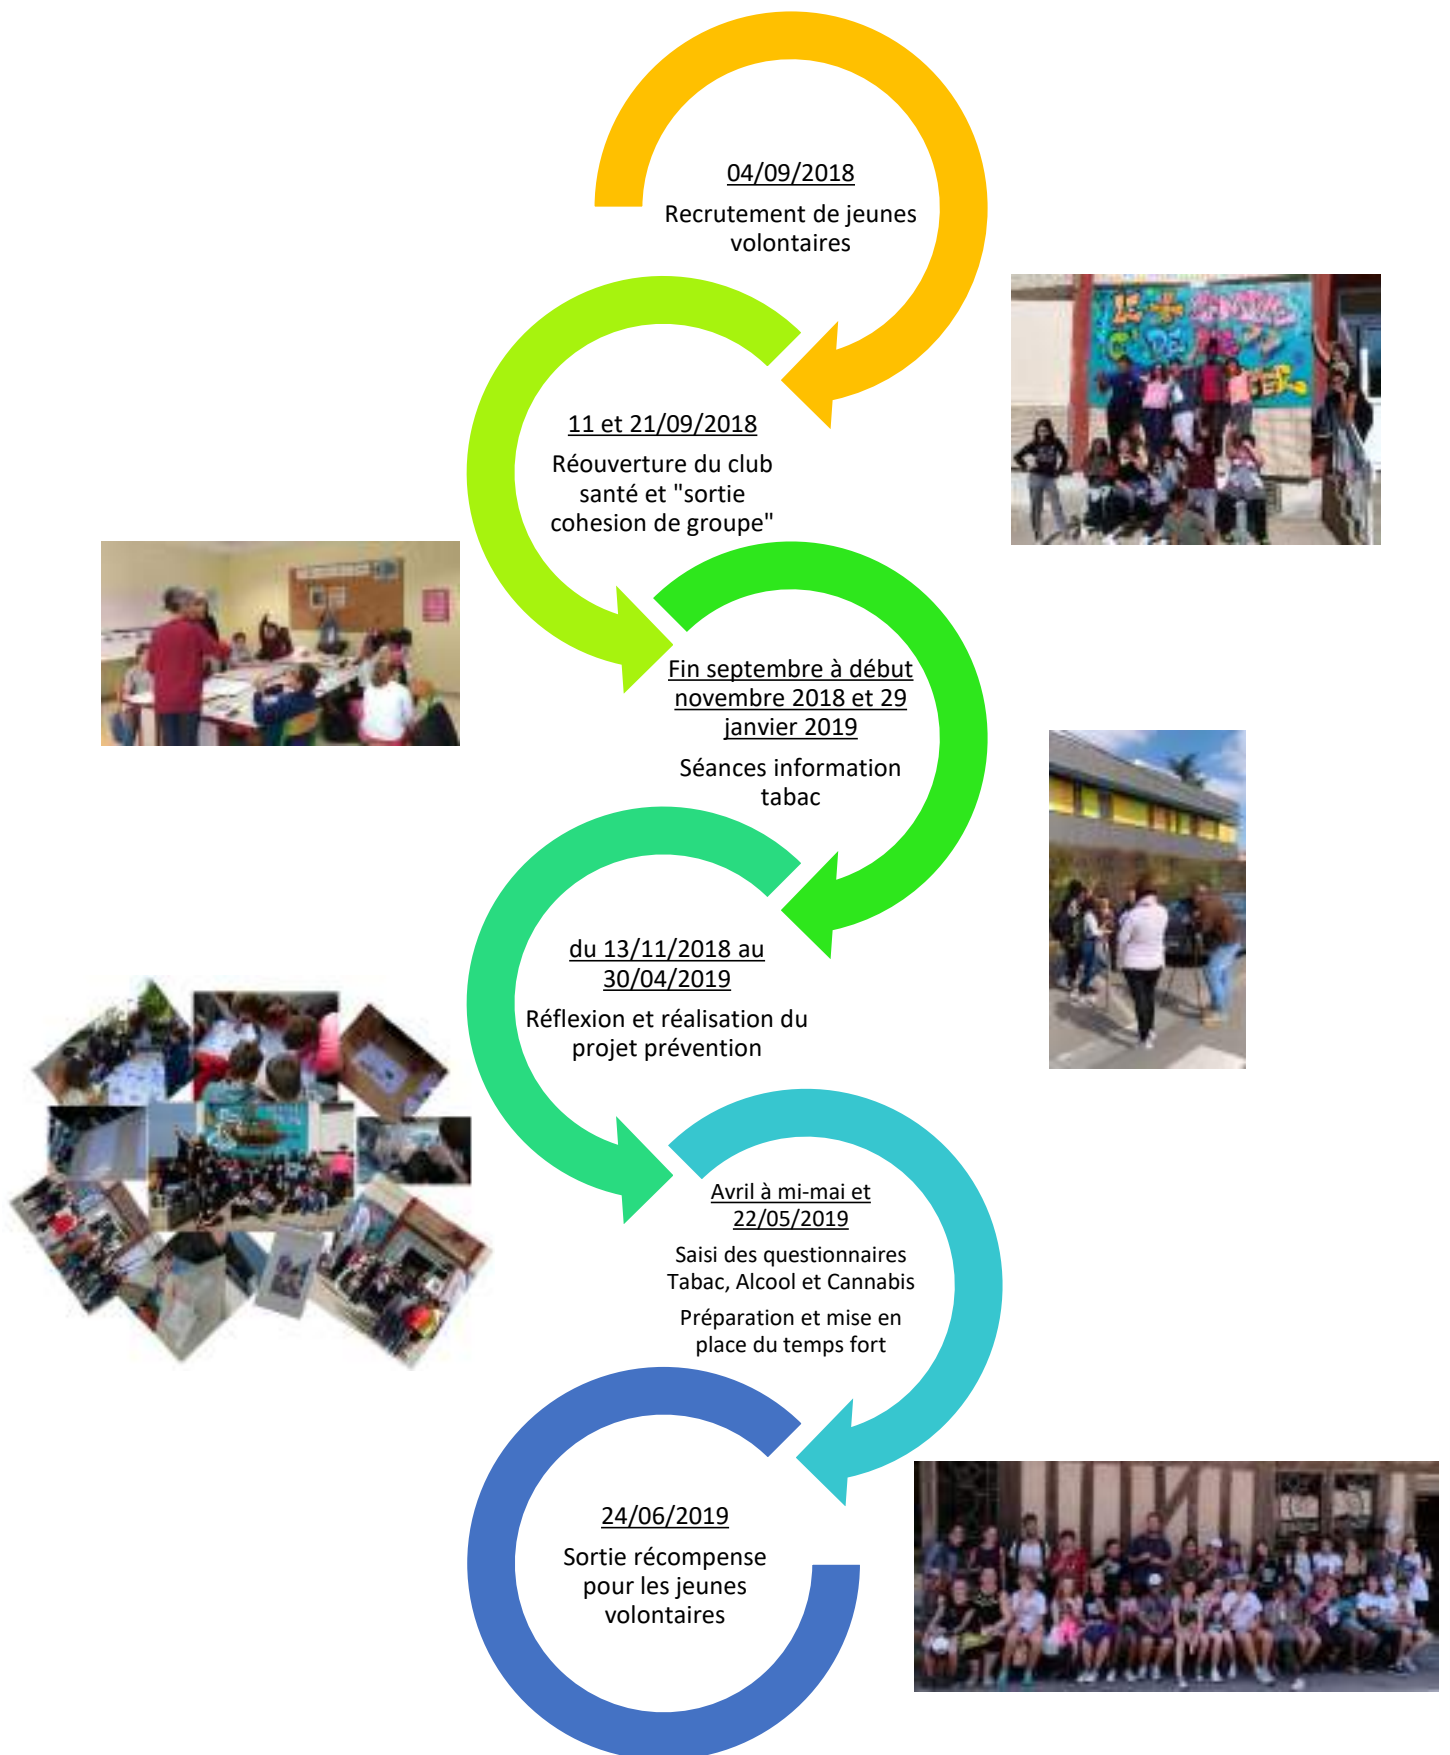 04/09/2018
Recrutement de jeunes
volontaires
11 et 21/09/2018
Réouverture du club
santé et "sortie
cohesion de groupe"
Fin septembre à début
novembre 2018 et 29
janvier 2019
Séances information
tabac
du 13/11/2018 au
30/04/2019
Réflexion et réalisation du
projet prévention
Avril à mi-mai et
22/05/2019
Saisi des questionnaires
Tabac, Alcool et Cannabis
Préparation et mise en
place du temps fort
24/06/2019
Sortie récompense
pour les jeunes
volontaires